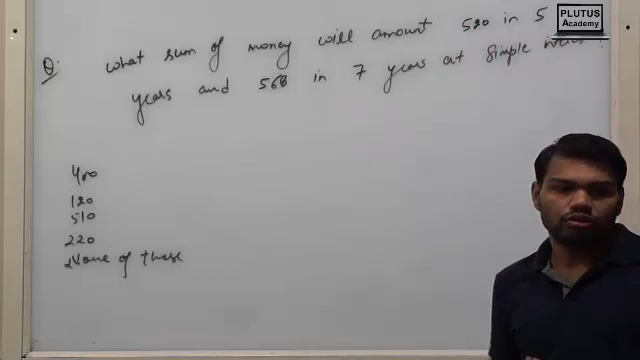 PLUTUS
Academy
Q. what sum of money will amount 520 in 5
years and 568 in 7 years at simple
400
120
510
220
None of these